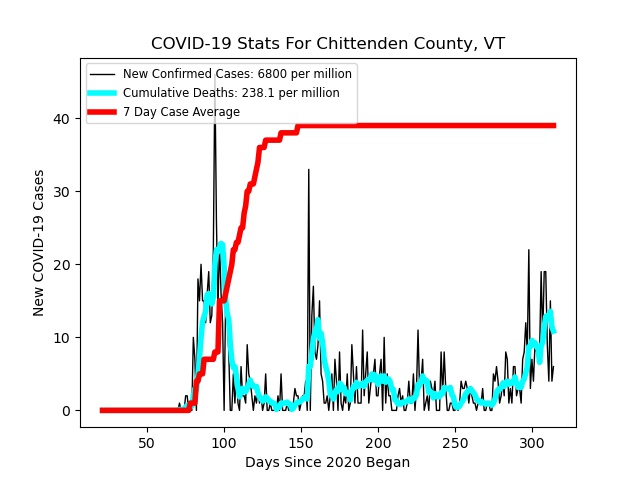 COVID-19 Stats For Chittenden County, VT
New Confirmed Cases: 6800 per million
Cumulative Deaths: 238.1 per million
7 Day Case Average
New COVID-19 Cases
40
30
20
10
0
50 100 150 200 250 300
Days Since 2020 Began